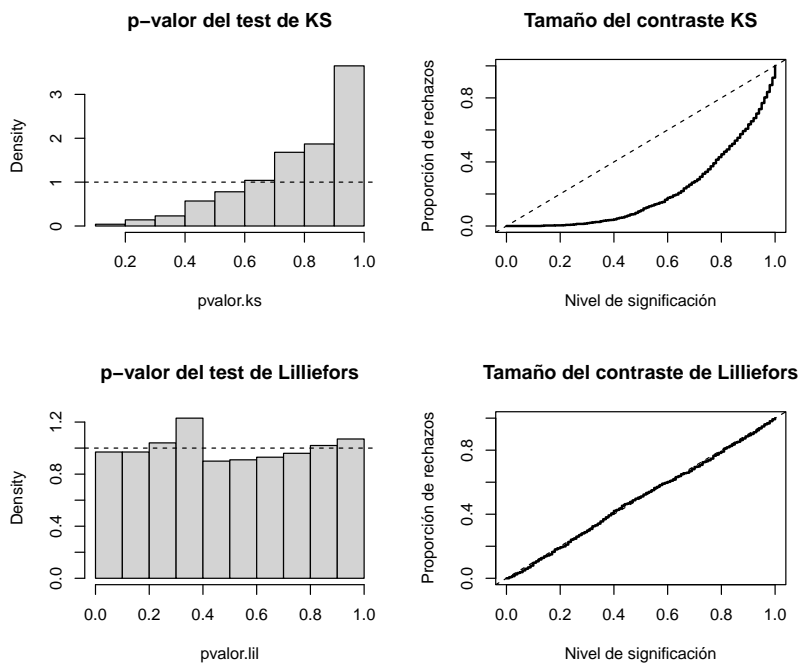 p−valor del test de KS
Density
0 1 2 3
0.2 0.4 0.6 0.8 1.0
pvalor.ks
Tamaño del contraste KS
Proporción de rechazos
0.0 0.4 0.8
0.0 0.2 0.4 0.6 0.8 1.0
Nivel de significación
p−valor del test de Lilliefors
Density
0.0 0.4 0.8 1.2
0.0 0.2 0.4 0.6 0.8 1.0
pvalor.lil
Tamaño del contraste de Lilliefors
Proporción de rechazos
0.0 0.4 0.8
0.0 0.2 0.4 0.6 0.8 1.0
Nivel de significación